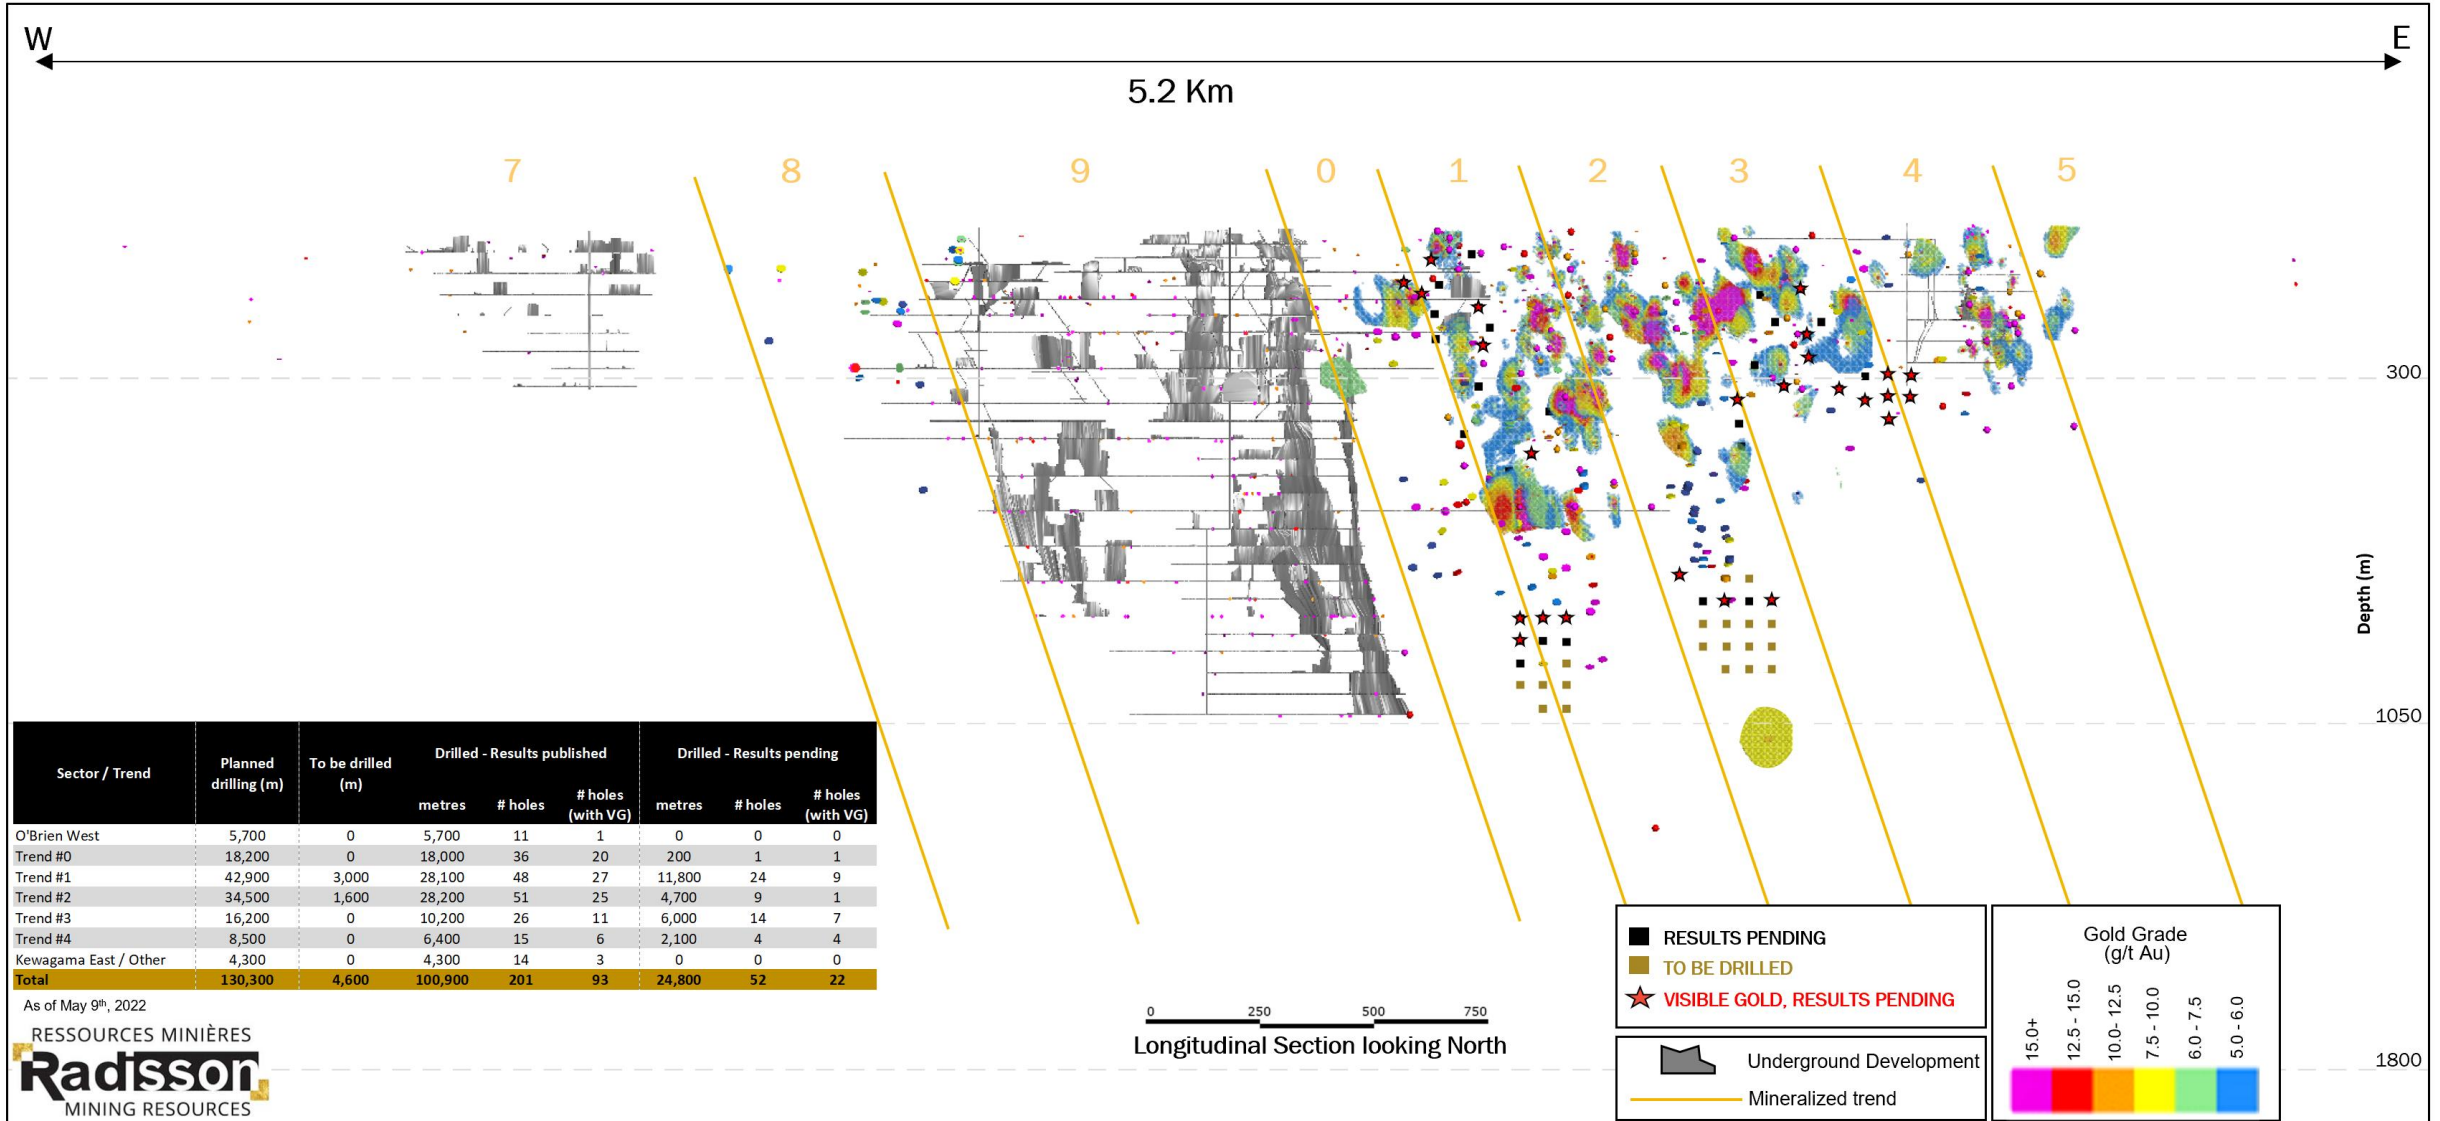 W
E
5.2 Km
7 8 9 0 1 2 3 4 5
300
Depth (m)
1050
1800
Sector / Trend Planned drilling (m) To be drilled (m) Drilled - Results published Drilled - Results pending
metres # holes # holes (with VG) metres # holes # holes (with VG)
O'Brien West 5,700 0 5,700 11 1 0 0 0
Trend #0 18,200 0 18,000 36 20 200 1 1
Trend #1 42,900 3,000 28,100 48 27 11,800 24 9
Trend #2 34,500 1,600 28,200 51 25 4,700 9 1
Trend #3 16,200 0 10,200 26 11 6,000 14 7
Trend #4 8,500 0 6,400 15 6 2,100 4 4
Kewagama East / Other 4,300 0 4,300 14 3 0 0 0
Total 130,300 4,600 100,900 201 93 24,800 52 22
As of May 9th, 2022
RESSOURCES MINIÈRES
Radisson
MINING RESOURCES
0 250 500 750
Longitudinal Section looking North
RESULTS PENDING
TO BE DRILLED
VISIBLE GOLD, RESULTS PENDING
Underground Development
Mineralized trend
Gold Grade
(g/t Au)
15.0+
12.5 - 15.0
10.0- 12.5
7.5 - 10.0
6.0 - 7.5
5.0 - 6.0